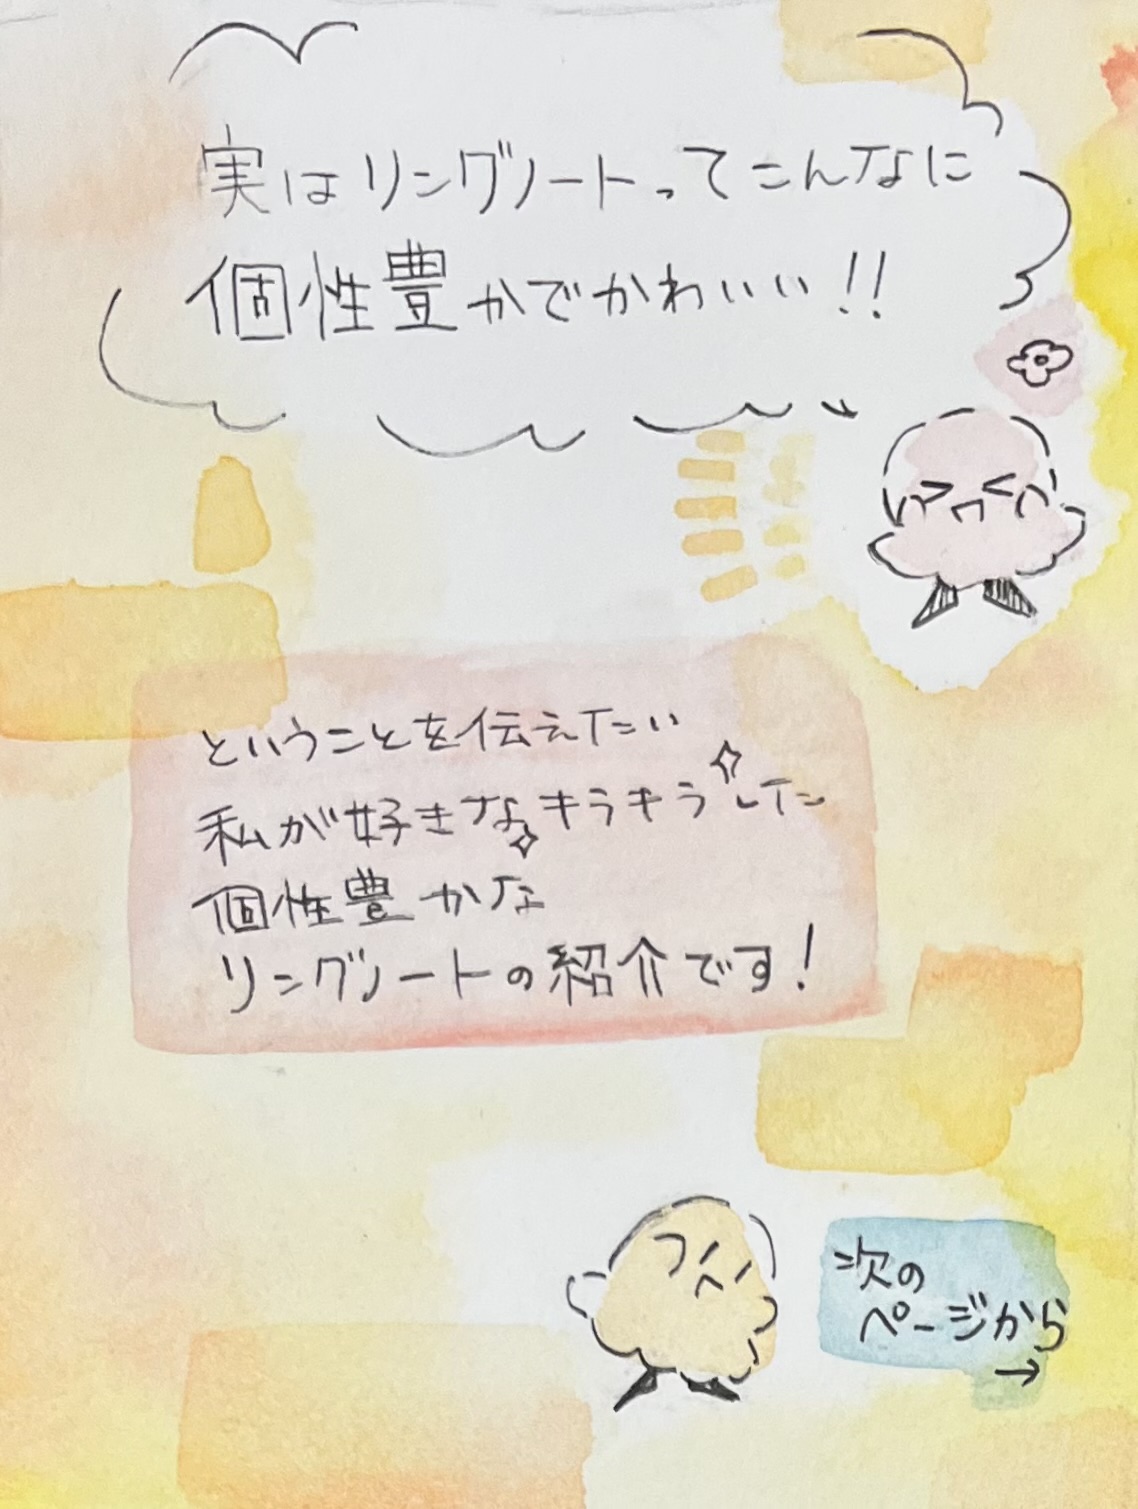 実はリングノートってこんなに
個性豊かでかわいい!!
ということを伝えたい
私が好きなキラキラした
個性豊かな
リングノートの紹介です!
次の
ページから
→